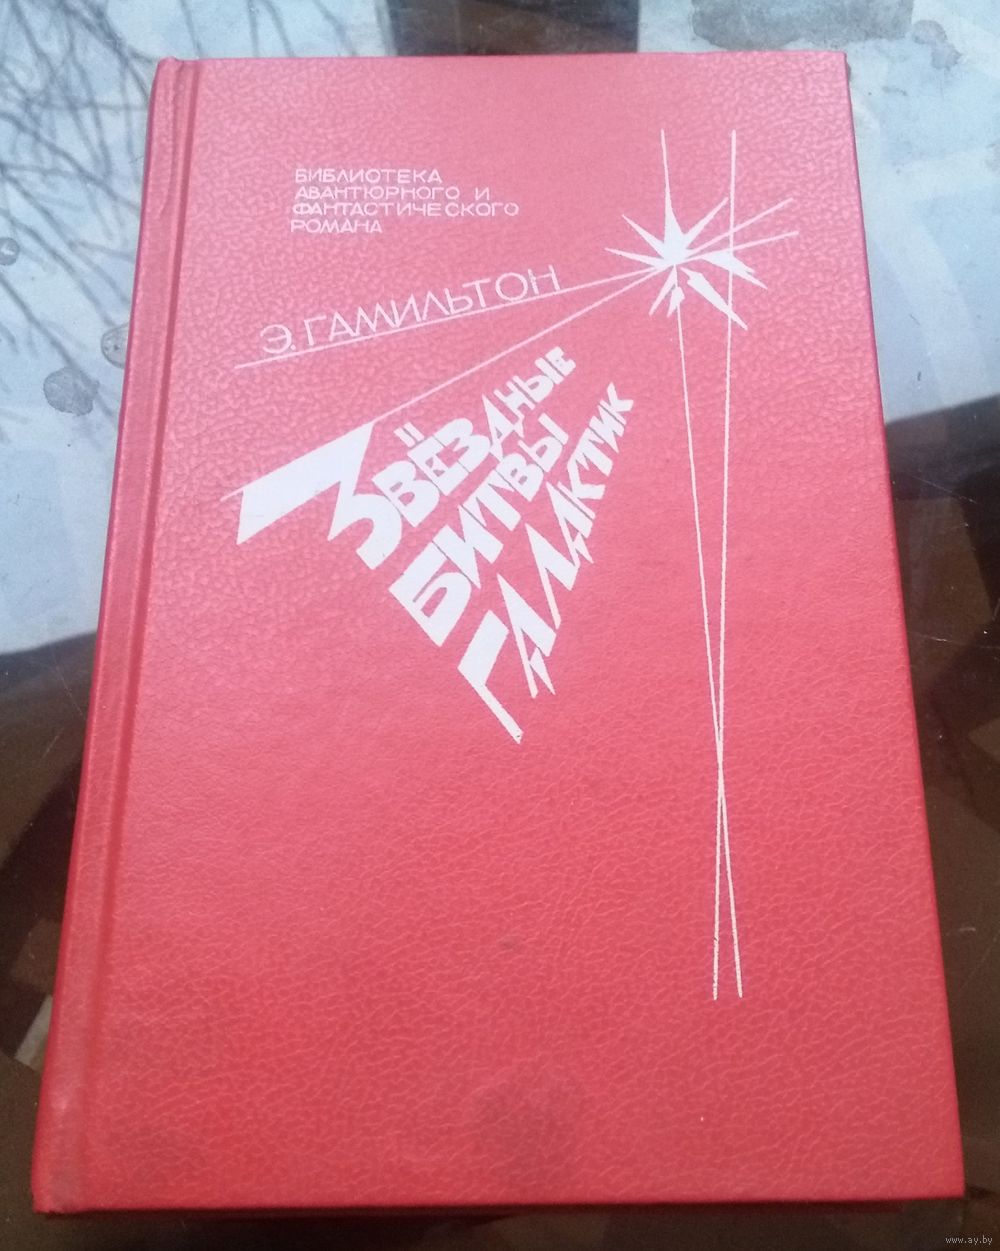 БИБЛИОТЕКА
АВАНТЮРНОГО И
ФАНТАСТИЧЕСКОГО
РОМАНА
Э. ГАМИЛЬТОН
ЗВЁЗДНЫЕ
БИТВЫ
ГАЛАКТИК
www.ay.by